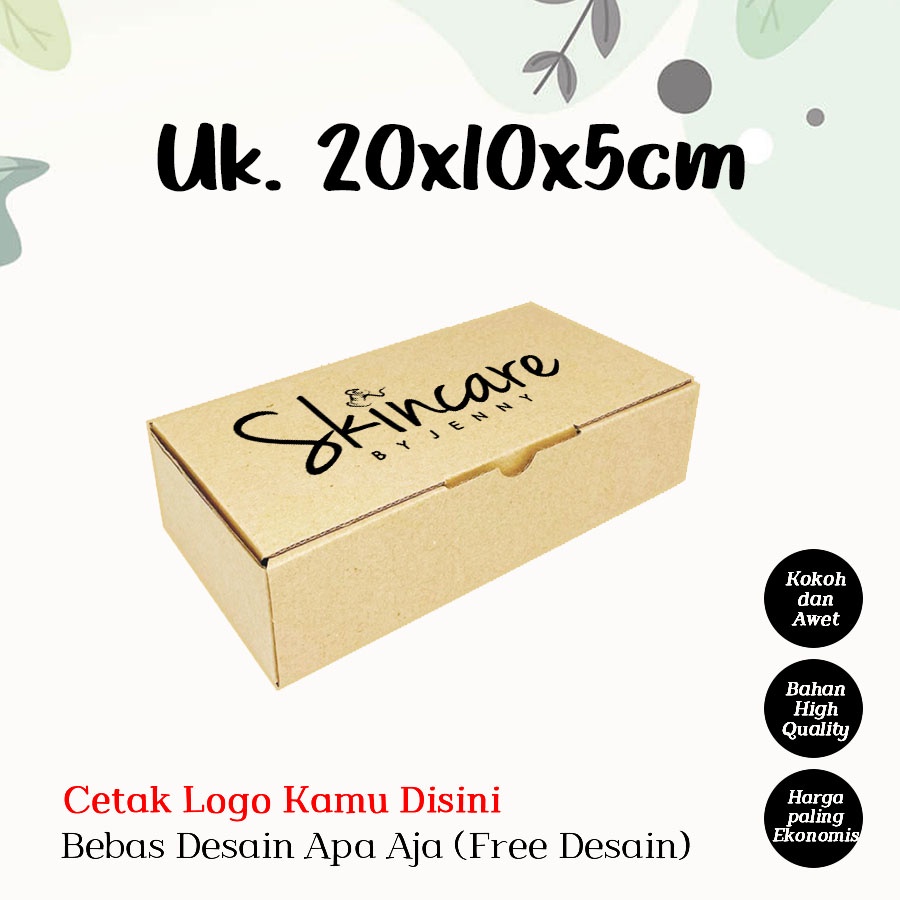 Uk. 20x10x5cm
Skincare
BY JENNY
Kokoh
dan
Awet
Bahan
High
Quality
Harga
paling
Ekonomis
Cetak Logo Kamu Disini
Bebas Desain Apa Aja (Free Desain)